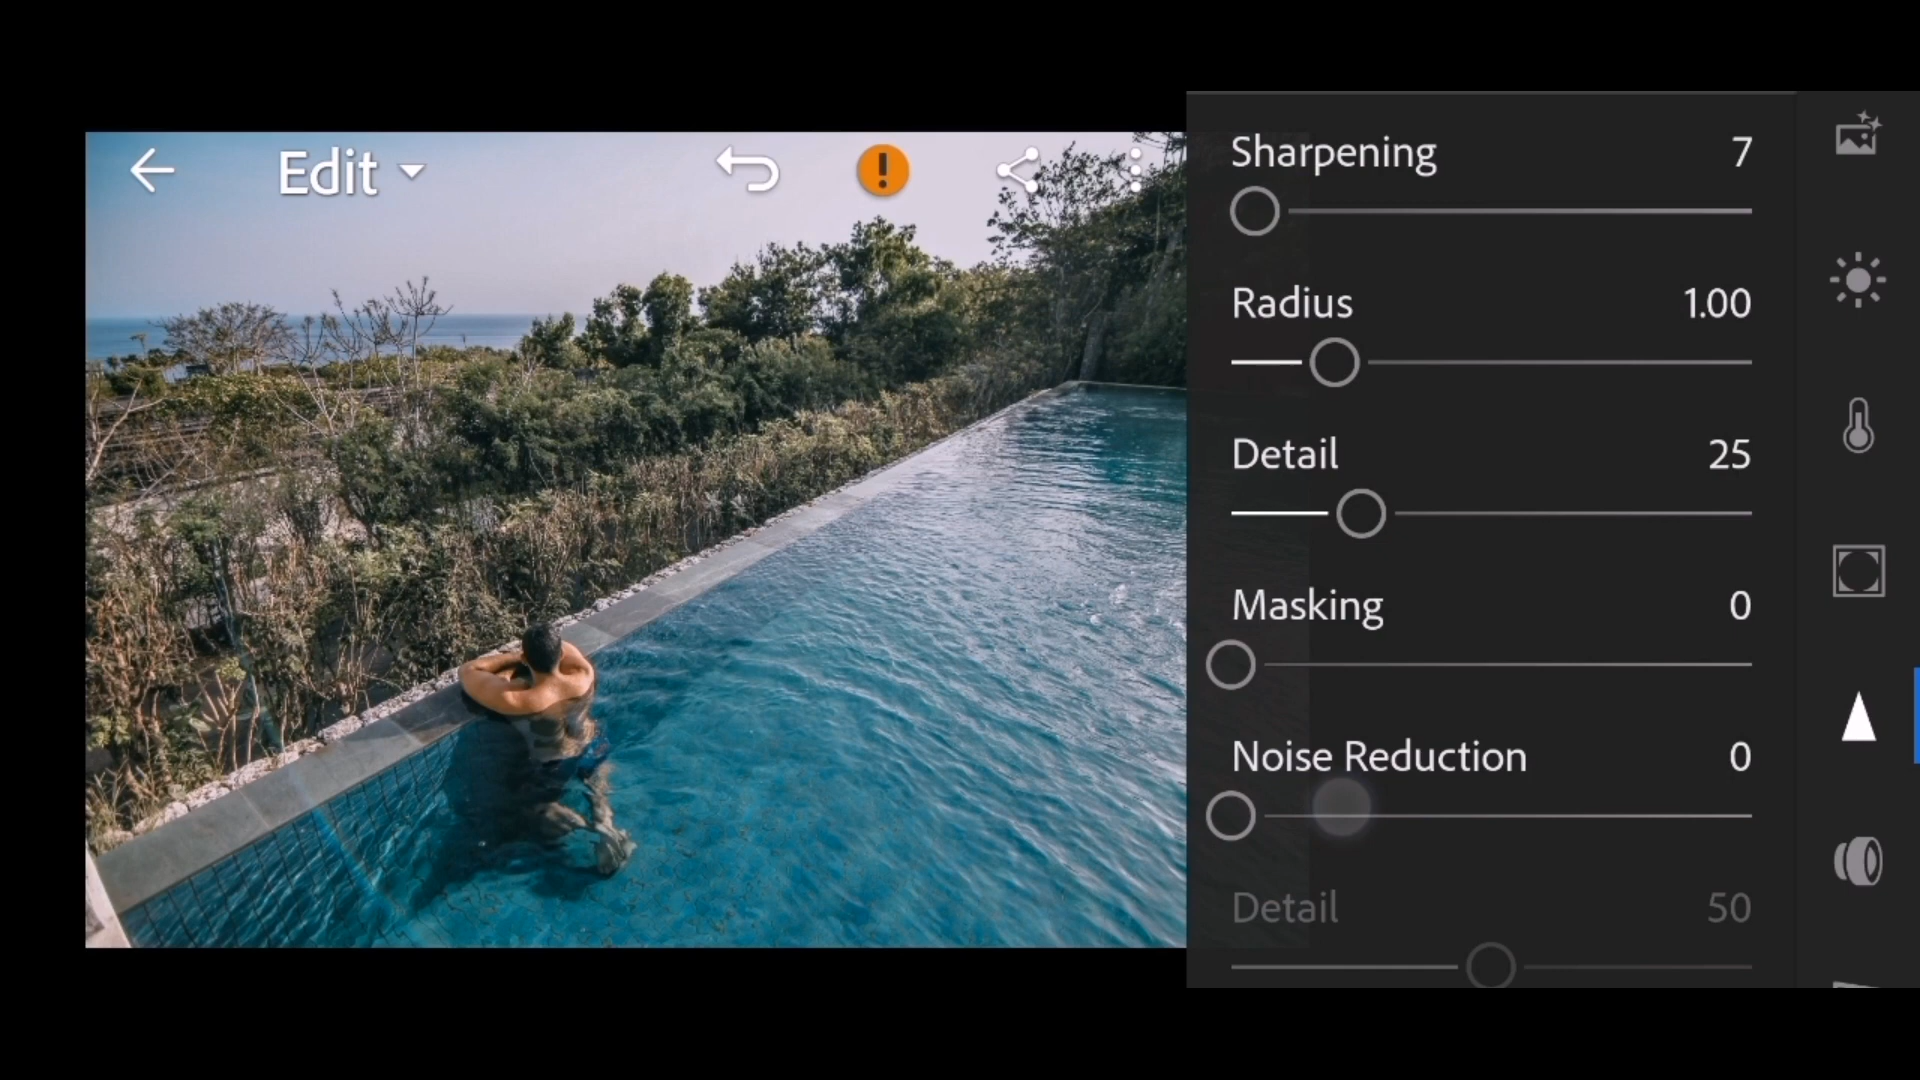 Edit
Sharpening 7
Radius 1.00
Detail 25
Masking 0
Noise Reduction 0
Detail 50